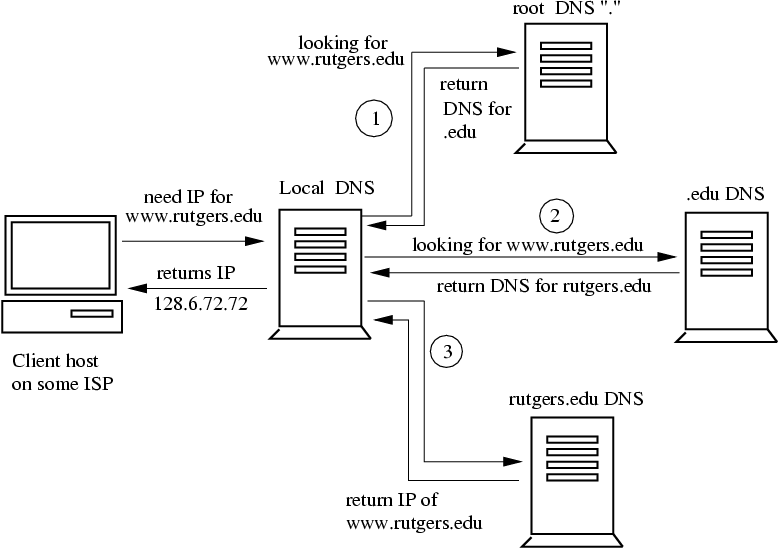 root DNS "."
looking for
www.rutgers.edu
return
DNS for
.edu
1
need IP for
www.rutgers.edu
Local DNS
.edu DNS
2
looking for www.rutgers.edu
return DNS for rutgers.edu
returns IP
128.6.72.72
3
Client host
on some ISP
rutgers.edu DNS
return IP of
www.rutgers.edu